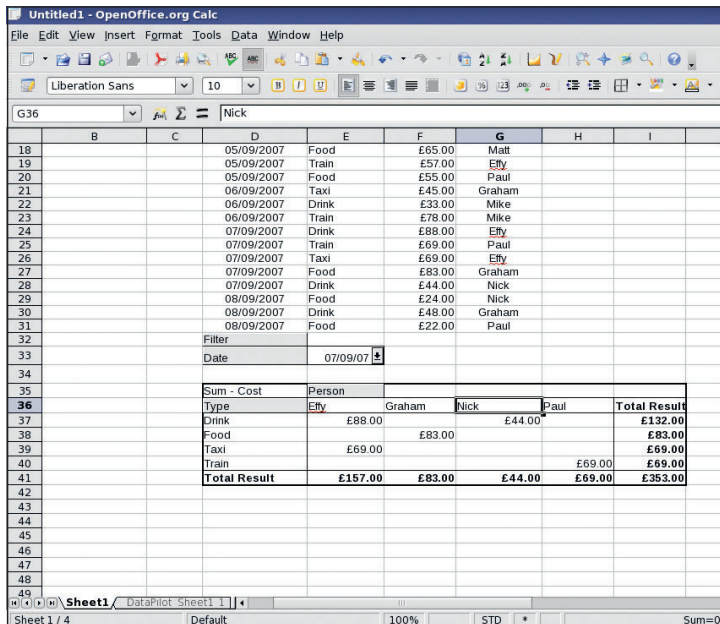 Untitled1 - OpenOffice.org Calc
File Edit View Insert Format Tools Data Window Help
Liberation Sans 10
G36 Nick
B C D E F G H I
18 05/09/2007 Food £65.00 Matt
19 05/09/2007 Train £57.00 Effy
20 05/09/2007 Food £55.00 Paul
21 06/09/2007 Taxi £45.00 Graham
22 06/09/2007 Drink £33.00 Mike
23 06/09/2007 Train £78.00 Mike
24 07/09/2007 Drink £88.00 Effy
25 07/09/2007 Train £69.00 Paul
26 07/09/2007 Taxi £69.00 Effy
27 07/09/2007 Food £83.00 Graham
28 07/09/2007 Drink £44.00 Nick
29 08/09/2007 Food £24.00 Nick
30 08/09/2007 Drink £48.00 Graham
31 08/09/2007 Food £22.00 Paul
32 Filter
33 Date 07/09/07
34
35 Sum - Cost Person
36 Type Effy Graham Nick Paul Total Result
37 Drink £88.00 £44.00 £132.00
38 Food £83.00 £83.00
39 Taxi £69.00 £69.00
40 Train £69.00 £69.00
41 Total Result £157.00 £83.00 £44.00 £69.00 £353.00
42
43
44
45
46
47
48
49
Sheet1 DataPilot_Sheet1_1
Sheet 1 / 4 Default 100% STD * Sum=0